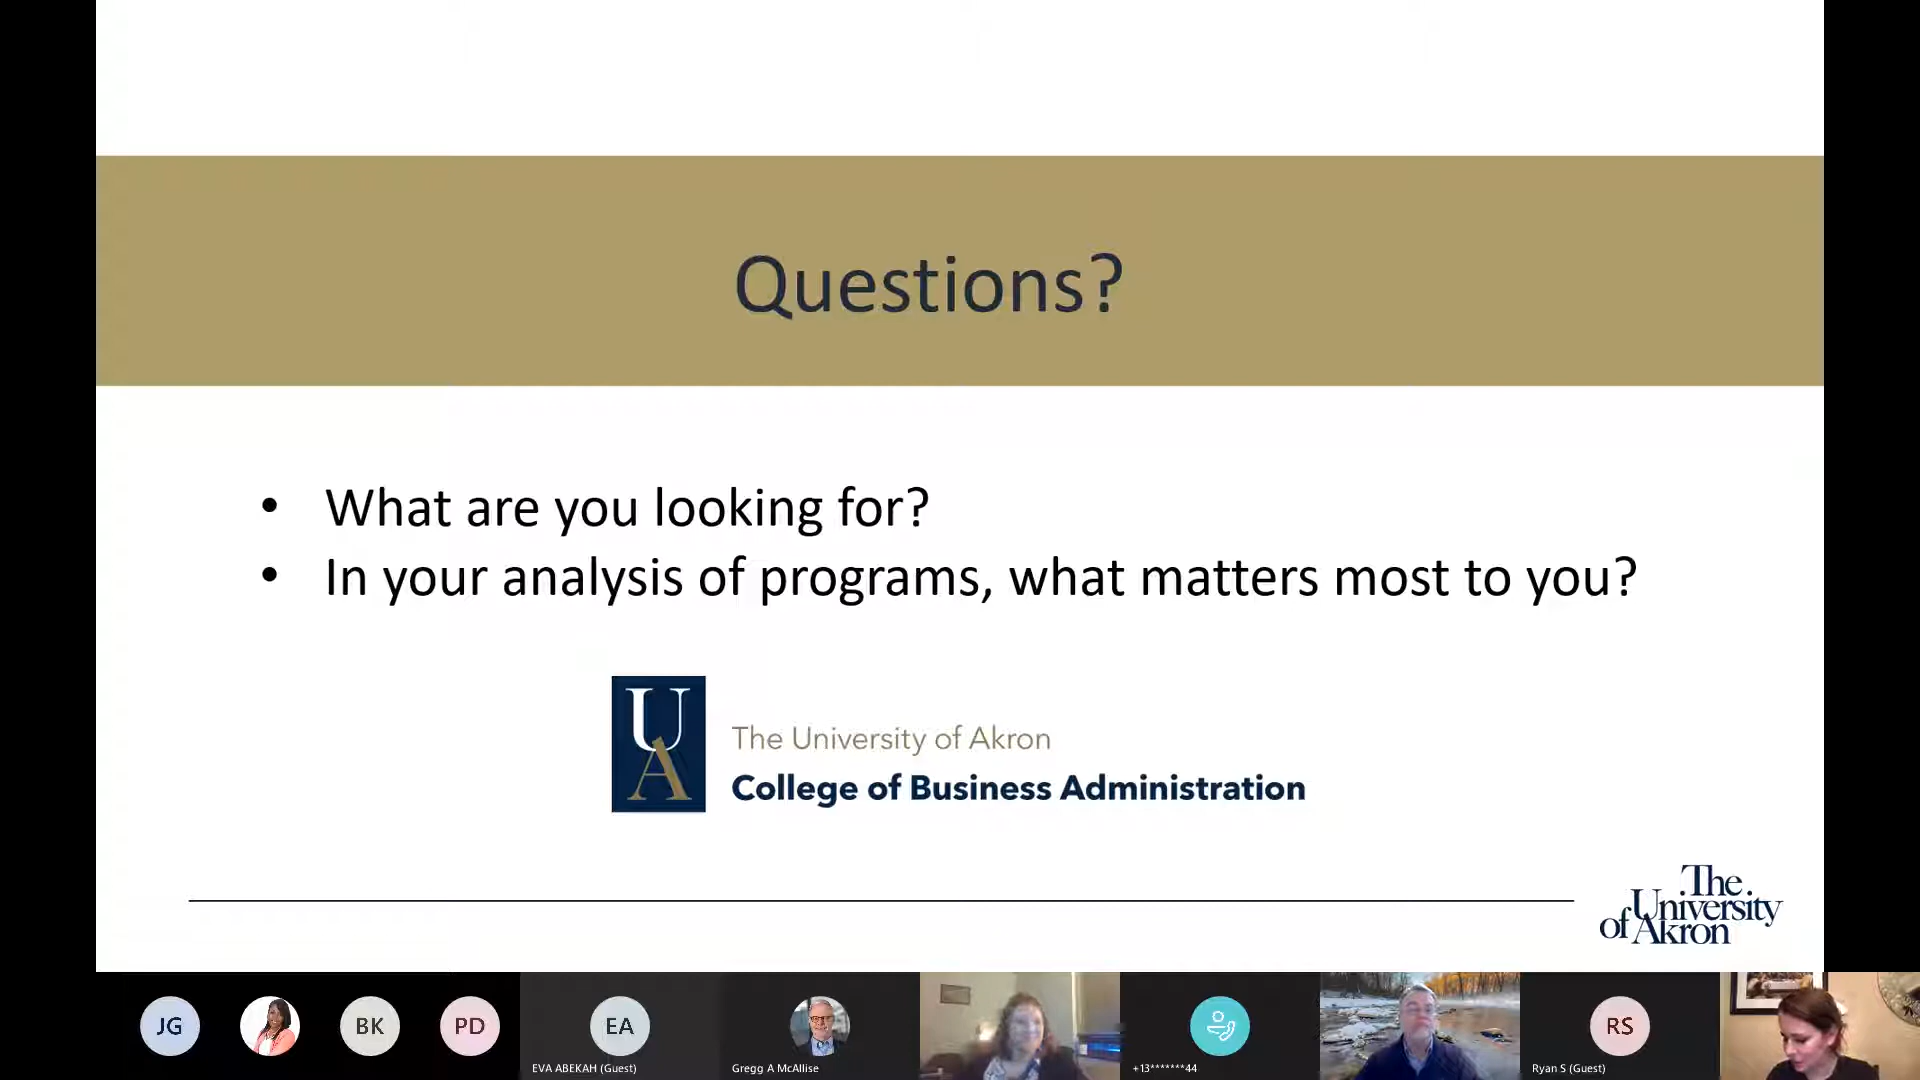 Questions?
• What are you looking for?
• In your analysis of programs, what matters most to you?
UA
The University of Akron
College of Business Administration
The
University
of Akron
JG
BK
PD
EA
EVA ABEKAH (Guest)
Gregg A McAllise
+13*******44
RS
Ryan S (Guest)